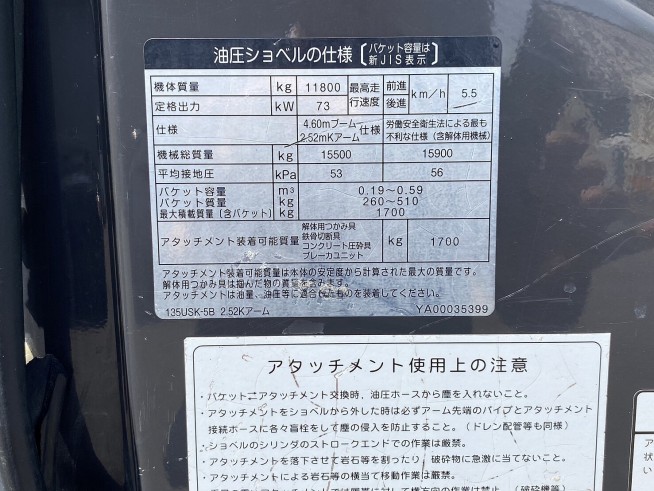 油圧ショベルの仕様〔バケット容量は新JIS表示〕
機体質量 kg 11800 最高走行速度 前進 後進 km/h 5.5
定格出力 kW 73
仕様 4.60mブーム 2.52mKアーム 仕様 労働安全衛生法による最も不利な仕様(含解体用機械)
機械総質量 kg 15500 15900
平均接地圧 kPa 53 56
バケット容量 m³ 0.19~0.59
バケット質量 kg 260~510
最大積載質量(含バケット) kg 1700
アタッチメント装着可能質量 解体用つかみ具 鉄骨切断具 コンクリート圧砕具 ブレーカユニット kg 1700
アタッチメント装着可能質量は本体の安定度から計算された最大の質量です。
解体用つかみ具は掴んだ物の質量を含みます。
アタッチメントは油量、油圧等に適合したものを装着してください。
135USK-5B 2.52Kアーム YA00035399
アタッチメント使用上の注意
・バケット、アタッチメント交換時、油圧ホースから塵を入れないこと。
・アタッチメントをショベルから外した時は必ずアーム先端のパイプとアタッチメント
接続ホースに各々盲栓をして塵の侵入を防止すること。(ドレン配管等も同様)
・ショベルのシリンダのストロークエンドでの作業は厳禁。
・アタッチメントを落下させて岩石等を割ったり、破砕物に急激に当てないこと。
・アタッチメントによる岩石等の横当て移動作業は厳禁。